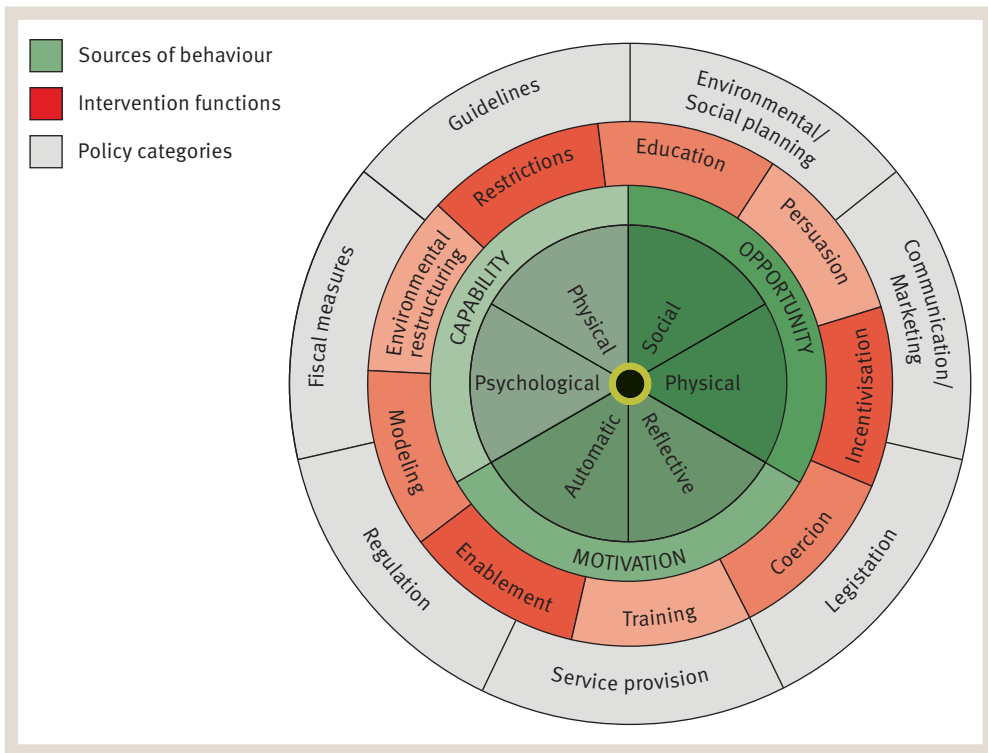 Sources of behaviour
Intervention functions
Policy categories
Guidelines
Environmental/
Social planning
Communication/
Marketing
Legistation
Service provision
Regulation
Fiscal measures
Restrictions
Education
Persuasion
Incentivisation
Coercion
Training
Enablement
Modeling
Environmental
restructuring
CAPABILITY
OPPORTUNITY
MOTIVATION
Physical
Social
Physical
Reflective
Automatic
Psychological